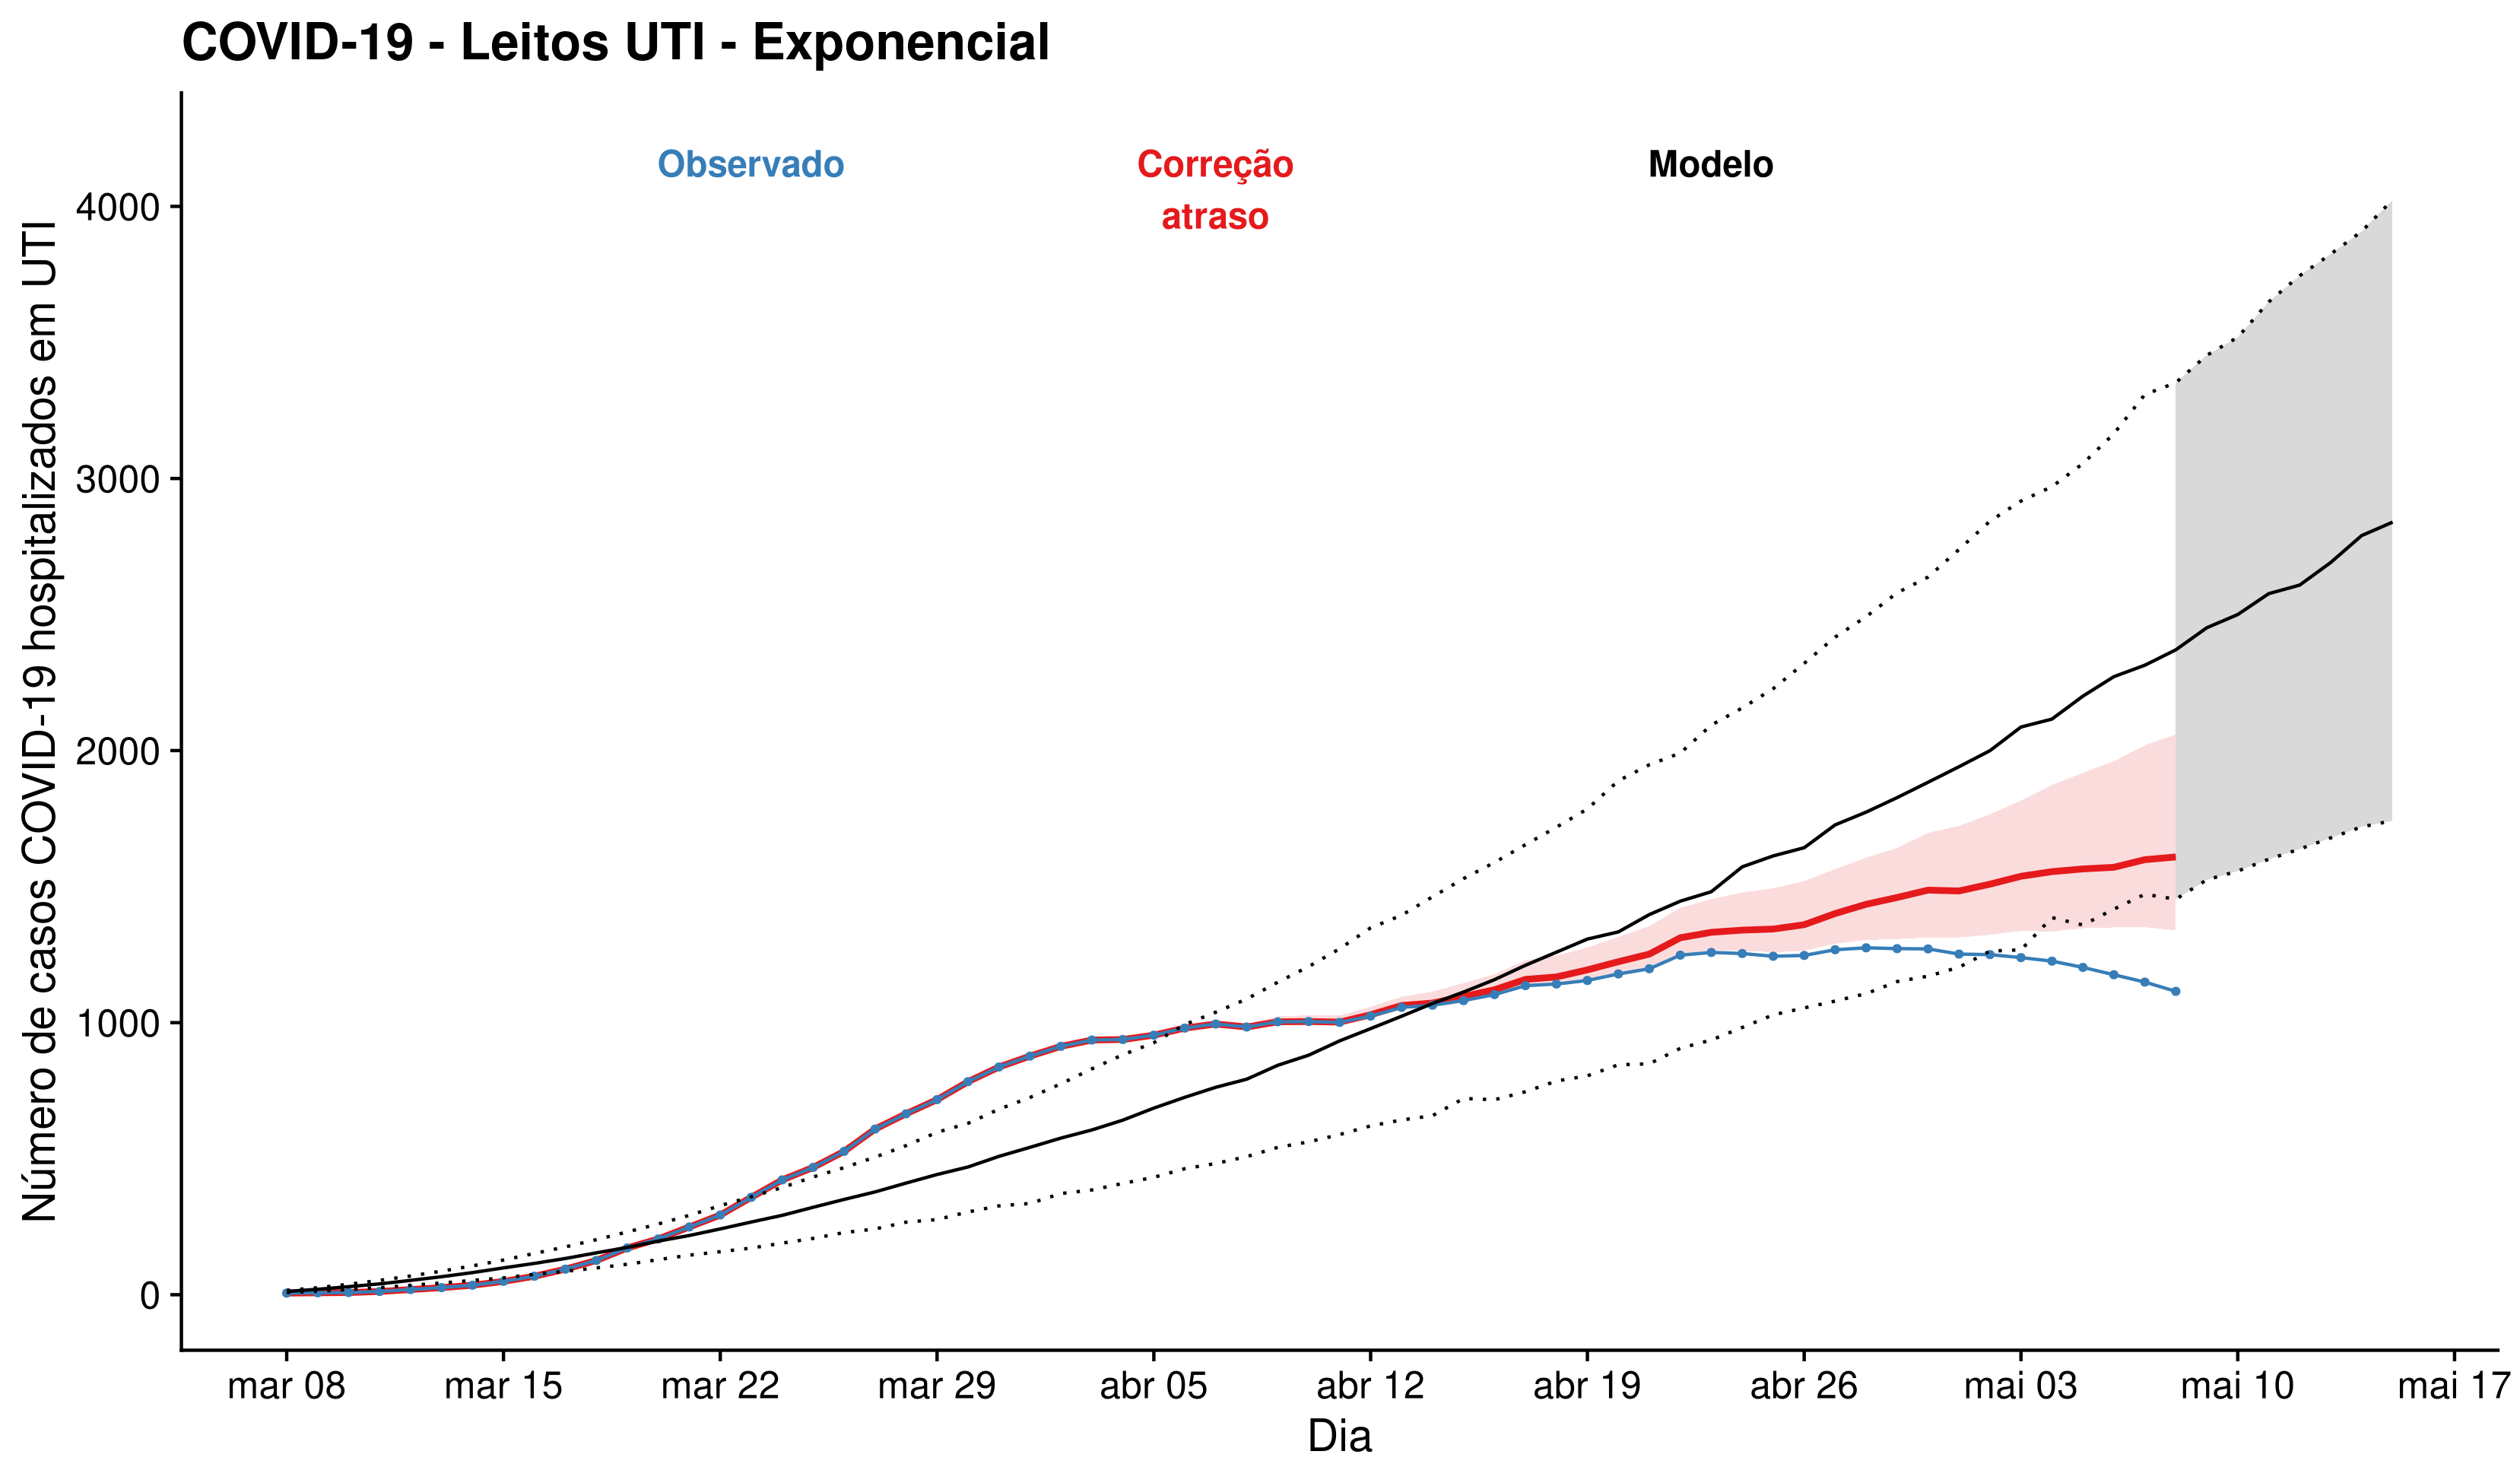 COVID-19 - Leitos UTI - Exponencial
Observado
Correção
atraso
Modelo
Número de casos COVID-19 hospitalizados em UTI
4000
3000
2000
1000
0
mar 08
mar 15
mar 22
mar 29
abr 05
abr 12
abr 19
abr 26
mai 03
mai 10
mai 17
Dia